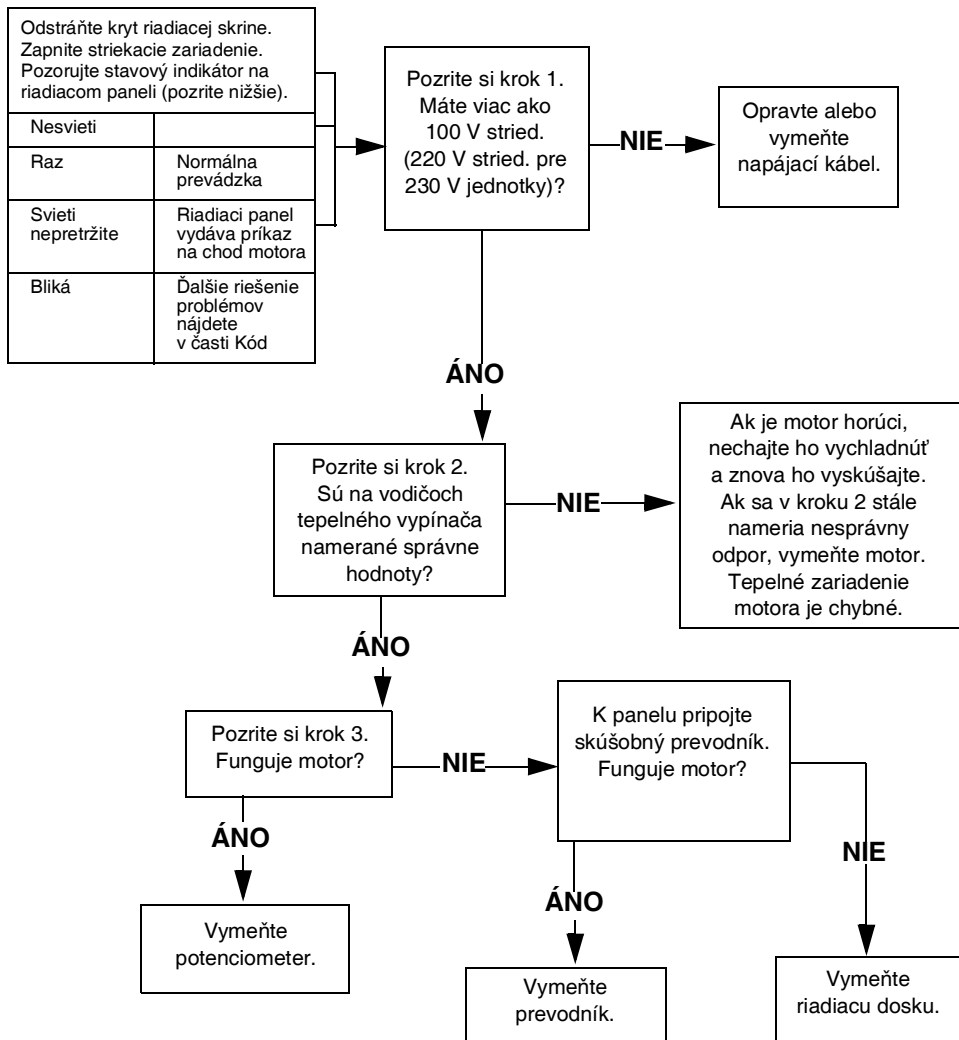 Odstráňte kryt riadiacej skrine.
Zapnite striekacie zariadenie.
Pozorujte stavový indikátor na
riadiacom paneli (pozrite nižšie).
Nesvieti
Raz
Normálna
prevádzka
Svieti
nepretržite
Riadiaci panel
vydáva príkaz
na chod motora
Bliká
Ďalšie riešenie
problémov
nájdete
v časti Kód
Pozrite si krok 1.
Máte viac ako
100 V stried.
(220 V stried. pre
230 V jednotky)?
NIE
Opravte alebo
vymeňte
napájací kábel.
ÁNO
Pozrite si krok 2.
Sú na vodičoch
tepelného vypínača
namerané správne
hodnoty?
NIE
Ak je motor horúci,
nechajte ho vychladnúť
a znova ho vyskúšajte.
Ak sa v kroku 2 stále
nameria nesprávny
odpor, vymeňte motor.
Tepelné zariadenie
motora je chybné.
ÁNO
Pozrite si krok 3.
Funguje motor?
NIE
K panelu pripojte
skúšobný prevodník.
Funguje motor?
ÁNO
Vymeňte
potenciometer.
ÁNO
Vymeňte
prevodník.
NIE
Vymeňte
riadiacu dosku.